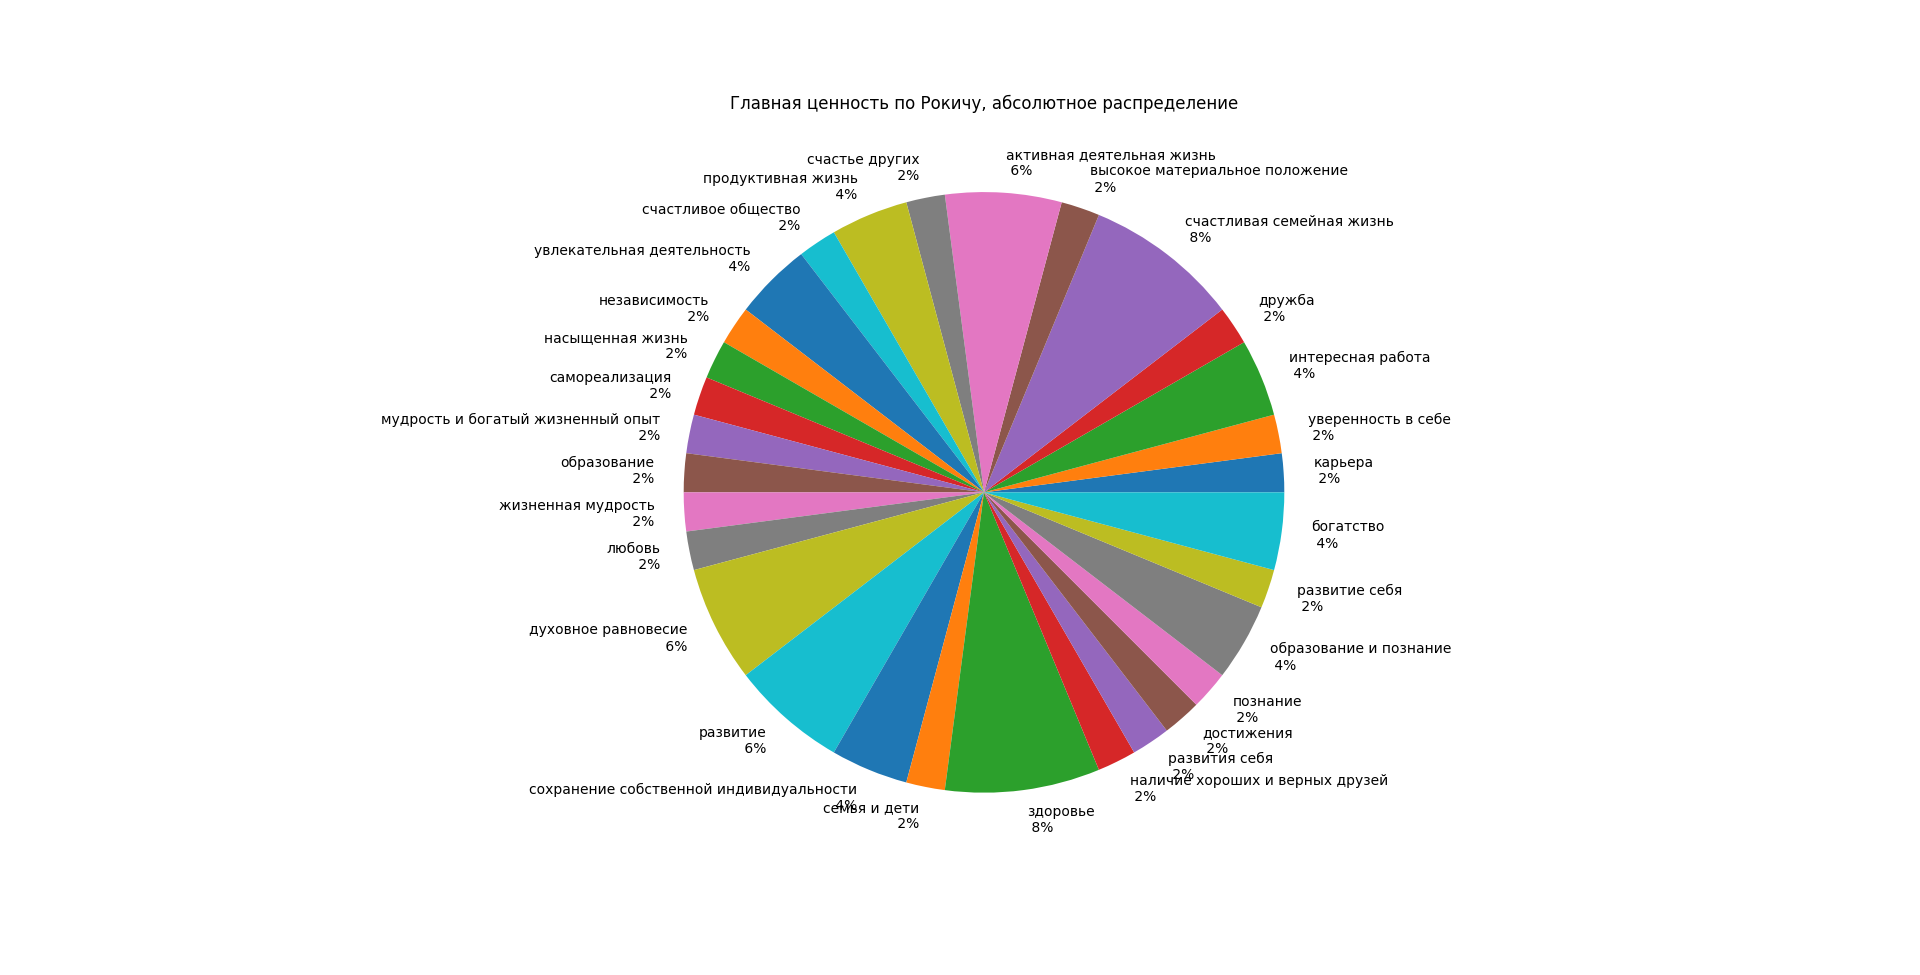 Главная ценность по Рокичу, абсолютное распределение
активная деятельная жизнь
6%
высокое материальное положение
2%
счастливая семейная жизнь
8%
дружба
2%
интересная работа
4%
уверенность в себе
2%
карьера
2%
богатство
4%
развитие себя
2%
образование и познание
4%
познание
2%
достижения
2%
развития себя
2%
наличие хороших и верных друзей
2%
здоровье
8%
семья и дети
2%
сохранение собственной индивидуальности
4%
развитие
6%
духовное равновесие
6%
любовь
2%
жизненная мудрость
2%
образование
2%
мудрость и богатый жизненный опыт
2%
самореализация
2%
насыщенная жизнь
2%
независимость
2%
увлекательная деятельность
4%
счастливое общество
2%
продуктивная жизнь
4%
счастье других
2%